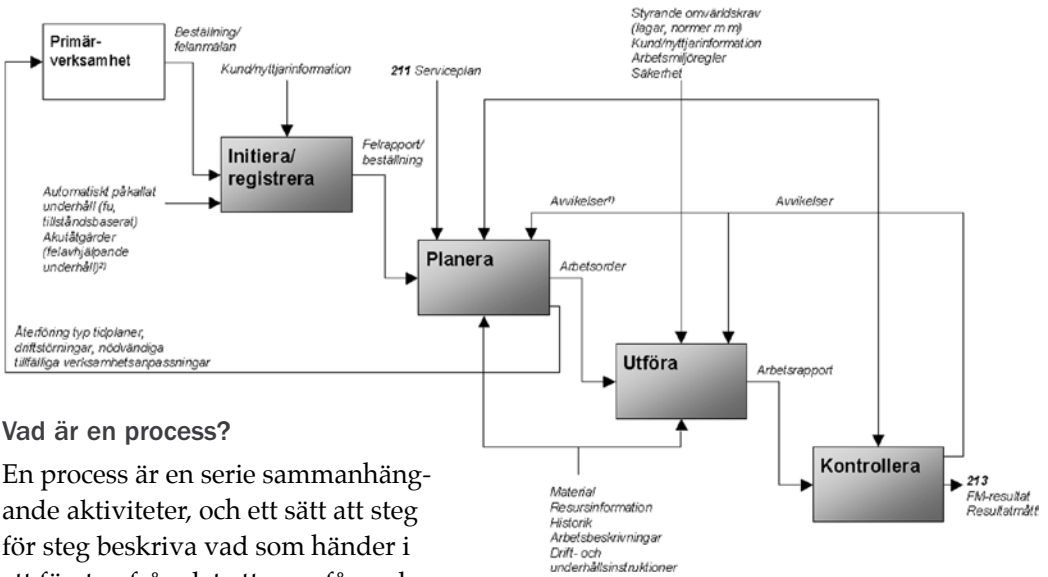 Primär-
verksamhet
Beställning/
felanmälan
Kund/nyttjarinformation
211 Serviceplan
Styrande omvärldskrav
(lagar, normer m m)
Kund/nyttjarinformation
Arbetsmiljöregler
Säkerhet
Initiera/
registrera
Felrapport/
beställning
Automatiskt påkallat
underhåll (fu,
tillståndsbaserat)
Akutåtgärder
(felavhjälpande
underhåll)²⁾
Avvikelser¹⁾
Avvikelser
Planera
Arbetsorder
Återföring typ tidplaner,
driftstörningar, nödvändiga
tillfälliga verksamhetsanpassningar
Utföra
Arbetsrapport
Kontrollera
213
FM-resultat
Resultatmått
Material
Resursinformation
Historik
Arbetsbeskrivningar
Drift- och
underhållsinstruktioner
Vad är en process?
En process är en serie sammanhäng-
ande aktiviteter, och ett sätt att steg
för steg beskriva vad som händer i